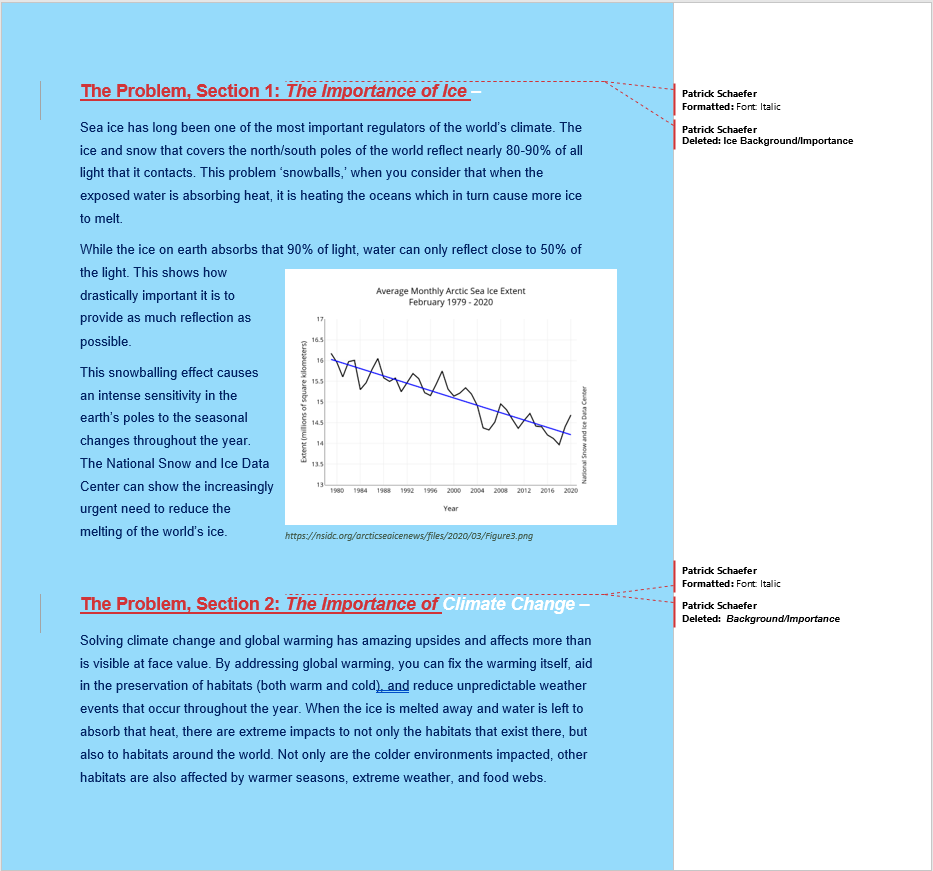 The Problem, Section 1: The Importance of Ice –
Patrick Schaefer
Formatted: Font: Italic
Patrick Schaefer
Deleted: Ice Background/Importance
Sea ice has long been one of the most important regulators of the world's climate. The
ice and snow that covers the north/south poles of the world reflect nearly 80-90% of all
light that it contacts. This problem 'snowballs,' when you consider that when the
exposed water is absorbing heat, it is heating the oceans which in turn cause more ice
to melt.
While the ice on earth absorbs that 90% of light, water can only reflect close to 50% of
the light. This shows how
drastically important it is to
provide as much reflection as
possible.
This snowballing effect causes
an intense sensitivity in the
earth's poles to the seasonal
changes throughout the year.
The National Snow and Ice Data
Center can show the increasingly
urgent need to reduce the
melting of the world's ice.
Average Monthly Arctic Sea Ice Extent
February 1979 - 2020
Extent (millions of square kilometers)
17
16.5
16
15.5
15
14.5
14
13.5
13
1980 1984 1988 1992 1996 2000 2004 2008 2012 2016 2020
Year
National Snow and Ice Data Center
https://nsidc.org/arcticseaicenews/files/2020/03/Figure3.png
The Problem, Section 2: The Importance of Climate Change –
Patrick Schaefer
Formatted: Font: Italic
Patrick Schaefer
Deleted: Background/Importance
Solving climate change and global warming has amazing upsides and affects more than
is visible at face value. By addressing global warming, you can fix the warming itself, aid
in the preservation of habitats (both warm and cold), and reduce unpredictable weather
events that occur throughout the year. When the ice is melted away and water is left to
absorb that heat, there are extreme impacts to not only the habitats that exist there, but
also to habitats around the world. Not only are the colder environments impacted, other
habitats are also affected by warmer seasons, extreme weather, and food webs.